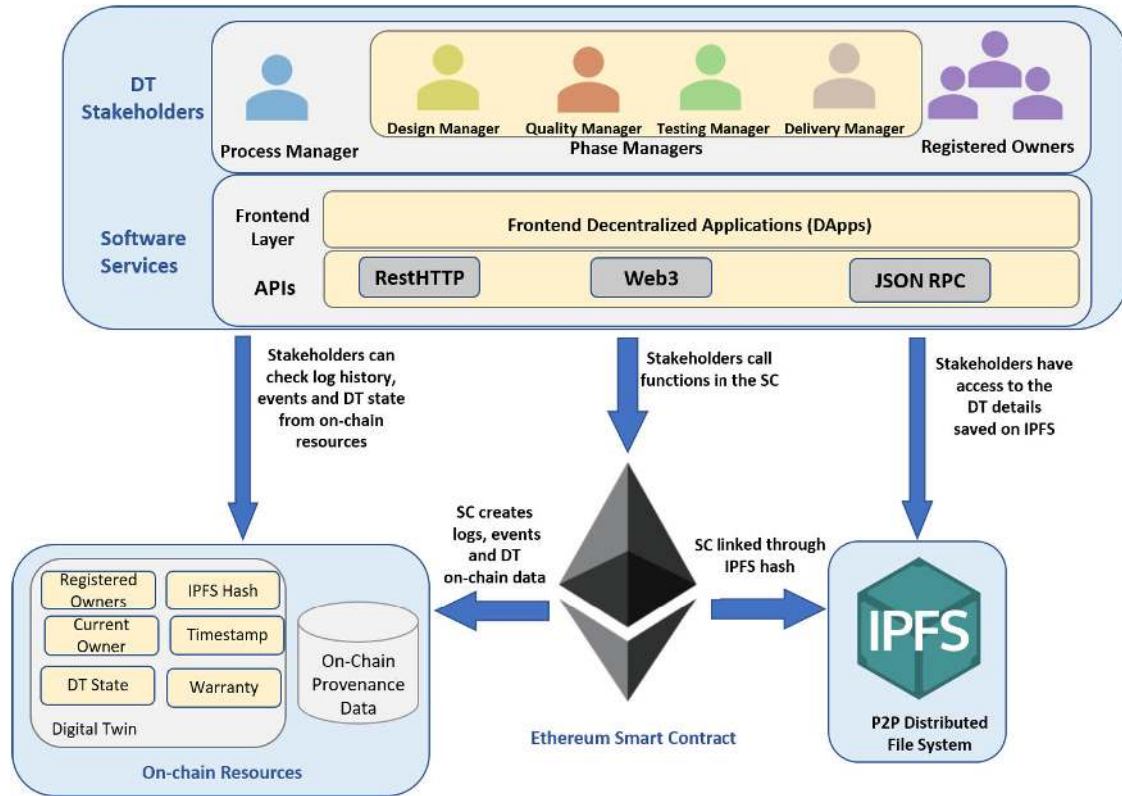 DT
Stakeholders
Process Manager
Design Manager
Quality Manager
Testing Manager
Delivery Manager
Phase Managers
Registered Owners
Software
Services
Frontend
Layer
Frontend Decentralized Applications (DApps)
APIs
RestHTTP
Web3
JSON RPC
Stakeholders can
check log history,
events and DT state
from on-chain
resources
Stakeholders call
functions in the SC
Stakeholders have
access to the
DT details
saved on IPFS
SC creates
logs, events
and DT
on-chain data
SC linked through
IPFS hash
Registered
Owners
IPFS Hash
Current
Owner
Timestamp
DT State
Warranty
Digital Twin
On-Chain
Provenance
Data
On-chain Resources
Ethereum Smart Contract
IPFS
P2P Distributed
File System